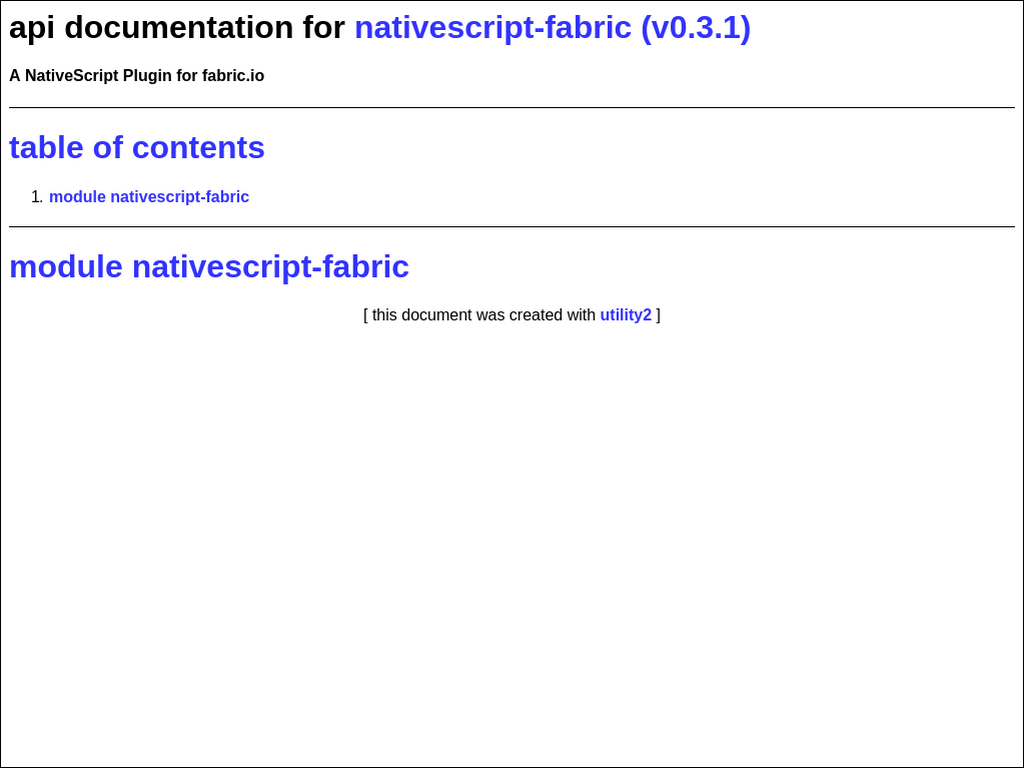 api documentation for nativescript-fabric (v0.3.1)
A NativeScript Plugin for fabric.io
table of contents
1. module nativescript-fabric
module nativescript-fabric
[ this document was created with utility2 ]